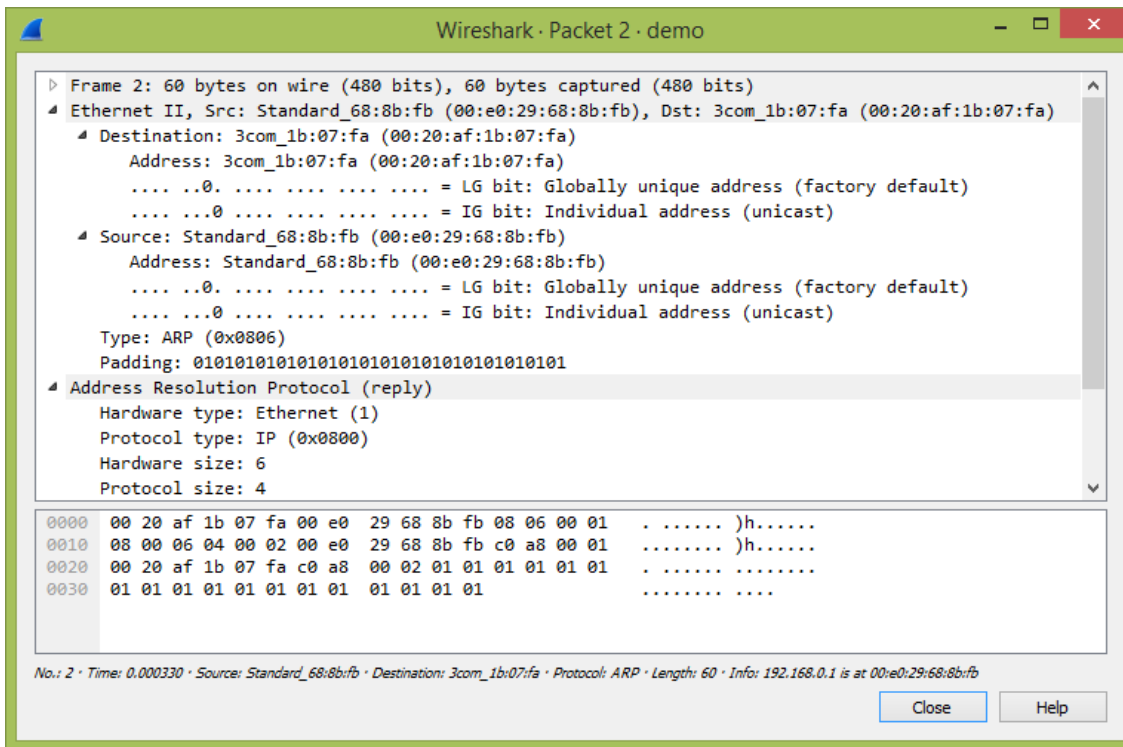 Wireshark · Packet 2 · demo
Frame 2: 60 bytes on wire (480 bits), 60 bytes captured (480 bits)
Ethernet II, Src: Standard_68:8b:fb (00:e0:29:68:8b:fb), Dst: 3com_1b:07:fa (00:20:af:1b:07:fa)
Destination: 3com_1b:07:fa (00:20:af:1b:07:fa)
Address: 3com_1b:07:fa (00:20:af:1b:07:fa)
.... ..0. .... .... .... .... = LG bit: Globally unique address (factory default)
.... ...0 .... .... .... .... = IG bit: Individual address (unicast)
Source: Standard_68:8b:fb (00:e0:29:68:8b:fb)
Address: Standard_68:8b:fb (00:e0:29:68:8b:fb)
.... ..0. .... .... .... .... = LG bit: Globally unique address (factory default)
.... ...0 .... .... .... .... = IG bit: Individual address (unicast)
Type: ARP (0x0806)
Padding: 010101010101010101010101010101010101
Address Resolution Protocol (reply)
Hardware type: Ethernet (1)
Protocol type: IP (0x0800)
Hardware size: 6
Protocol size: 4
0000 00 20 af 1b 07 fa 00 e0 29 68 8b fb 08 06 00 01 . ...... )h......
0010 08 00 06 04 00 02 00 e0 29 68 8b fb c0 a8 00 01 ........ )h......
0020 00 20 af 1b 07 fa c0 a8 00 02 01 01 01 01 01 01 . ...... ........
0030 01 01 01 01 01 01 01 01 01 01 01 01 ........ ....
No.: 2 · Time: 0.000330 · Source: Standard_68:8b:fb · Destination: 3com_1b:07:fa · Protocol: ARP · Length: 60 · Info: 192.168.0.1 is at 00:e0:29:68:8b:fb
Close Help